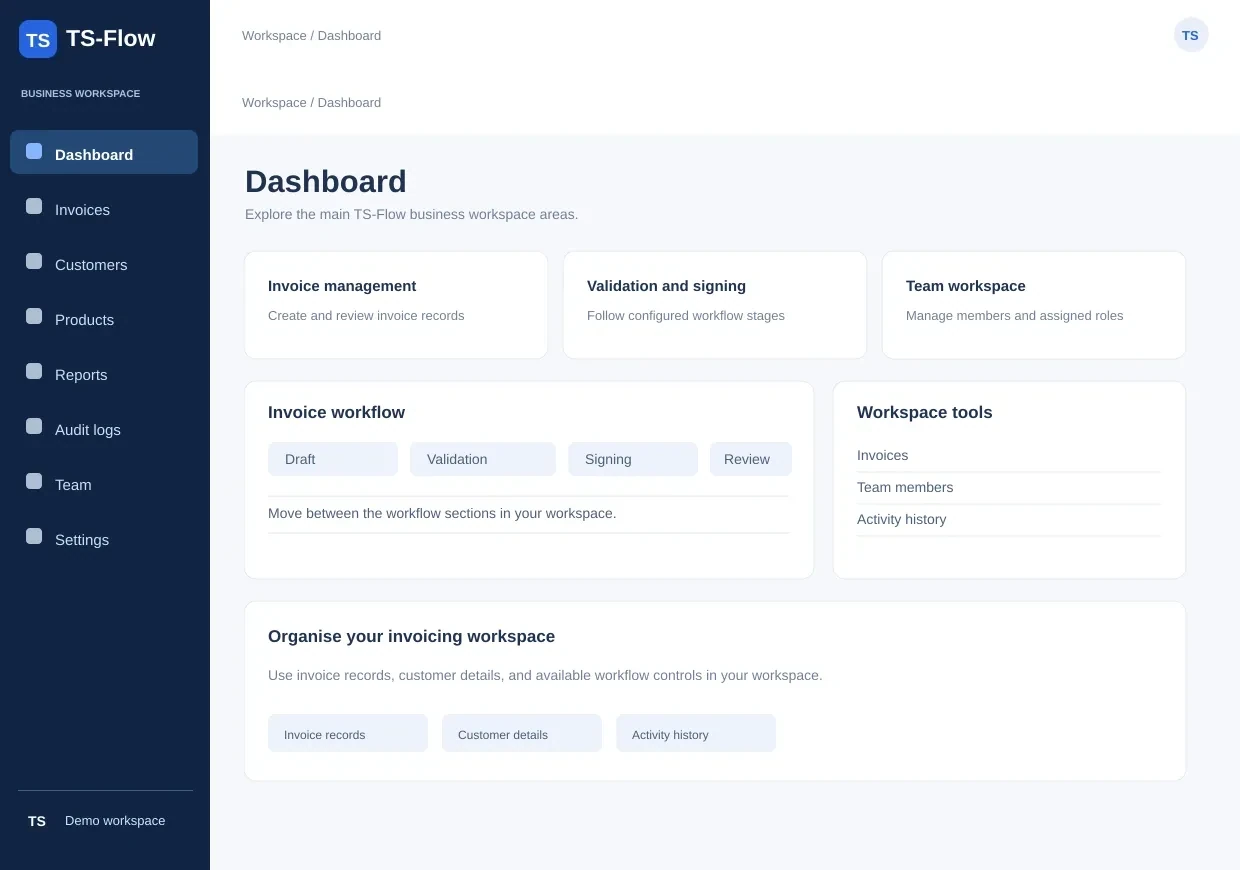 TS TS-Flow
BUSINESS WORKSPACE
Dashboard
Invoices
Customers
Products
Reports
Audit logs
Team
Settings
TS Demo workspace
Workspace / Dashboard
TS
Workspace / Dashboard
Dashboard
Explore the main TS-Flow business workspace areas.
Invoice management
Create and review invoice records
Validation and signing
Follow configured workflow stages
Team workspace
Manage members and assigned roles
Invoice workflow
Draft Validation Signing Review
Move between the workflow sections in your workspace.
Workspace tools
Invoices
Team members
Activity history
Organise your invoicing workspace
Use invoice records, customer details, and available workflow controls in your workspace.
Invoice records Customer details Activity history